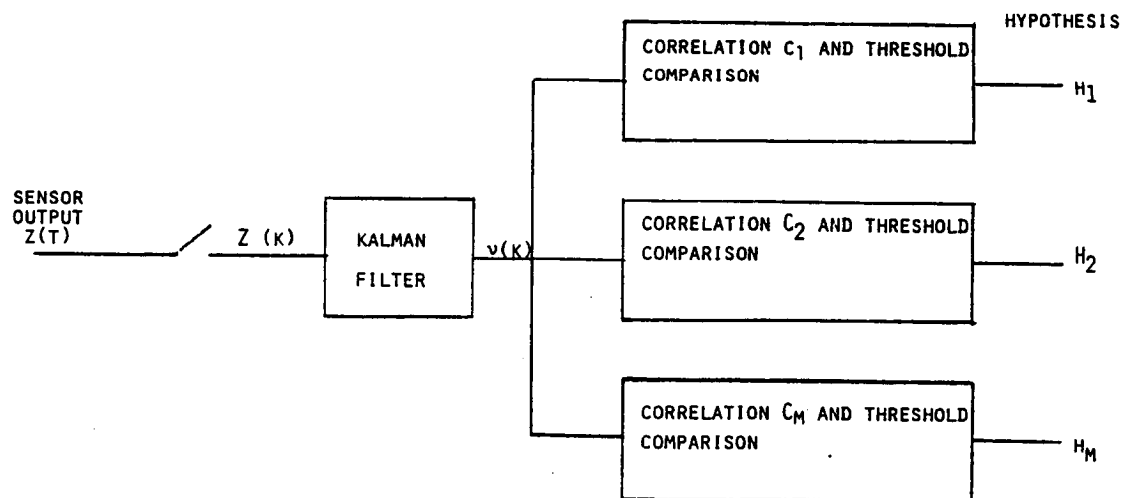 HYPOTHESIS
CORRELATION C1 AND THRESHOLD
COMPARISON
H1
SENSOR
OUTPUT
Z(T)
Z (K)
KALMAN
FILTER
ν(K)
CORRELATION C2 AND THRESHOLD
COMPARISON
H2
CORRELATION CM AND THRESHOLD
COMPARISON
HM